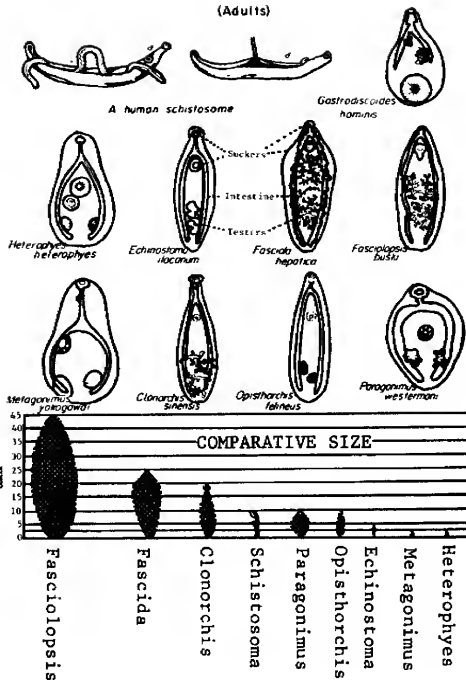 (Adults)
A human schistosome
Gastrodiscoides
hominis
Suckers
Intestine
Testies
Heterophyes
heterophyes
Echinostoma
ilocanum
Fasciola
hepatica
Fasciolopsis
buski
Metagonimus
yokogawai
Clonorchis
sinensis
Opisthorchis
felineus
Paragonimus
westermani
COMPARATIVE SIZE
45
40
35
30
25
20
15
10
5
0
Fasciolopsis
Fascida
Clonorchis
Schistosoma
Paragonimus
Opisthorchis
Echinostoma
Metagonimus
Heterophyes